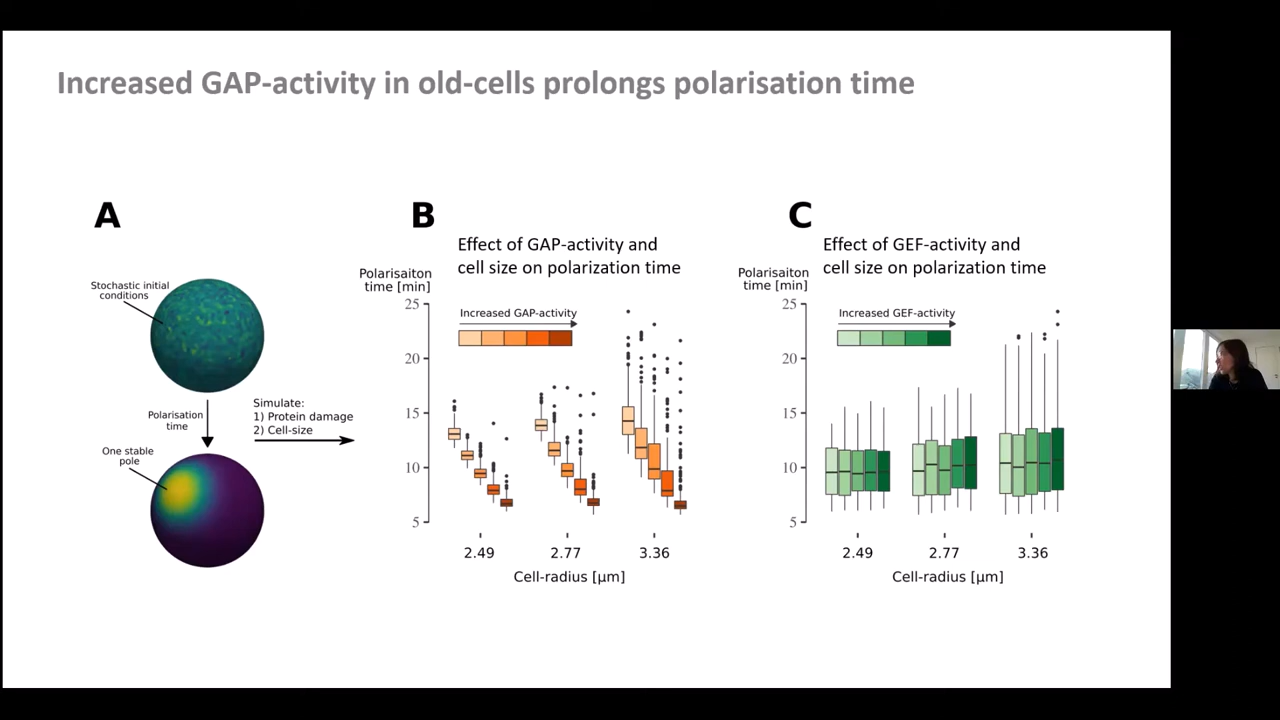 Increased GAP-activity in old-cells prolongs polarisation time
A
Stochastic initial
conditions
Polarisation
time
One stable
pole
Simulate:
1) Protein damage
2) Cell-size
B
Effect of GAP-activity and
cell size on polarization time
Polarisaiton
time [min]
Increased GAP-activity
25
20
15
10
5
2.49
2.77
3.36
Cell-radius [μm]
C
Effect of GEF-activity and
cell size on polarization time
Polarisaiton
time [min]
Increased GEF-activity
25
20
15
10
5
2.49
2.77
3.36
Cell-radius [μm]